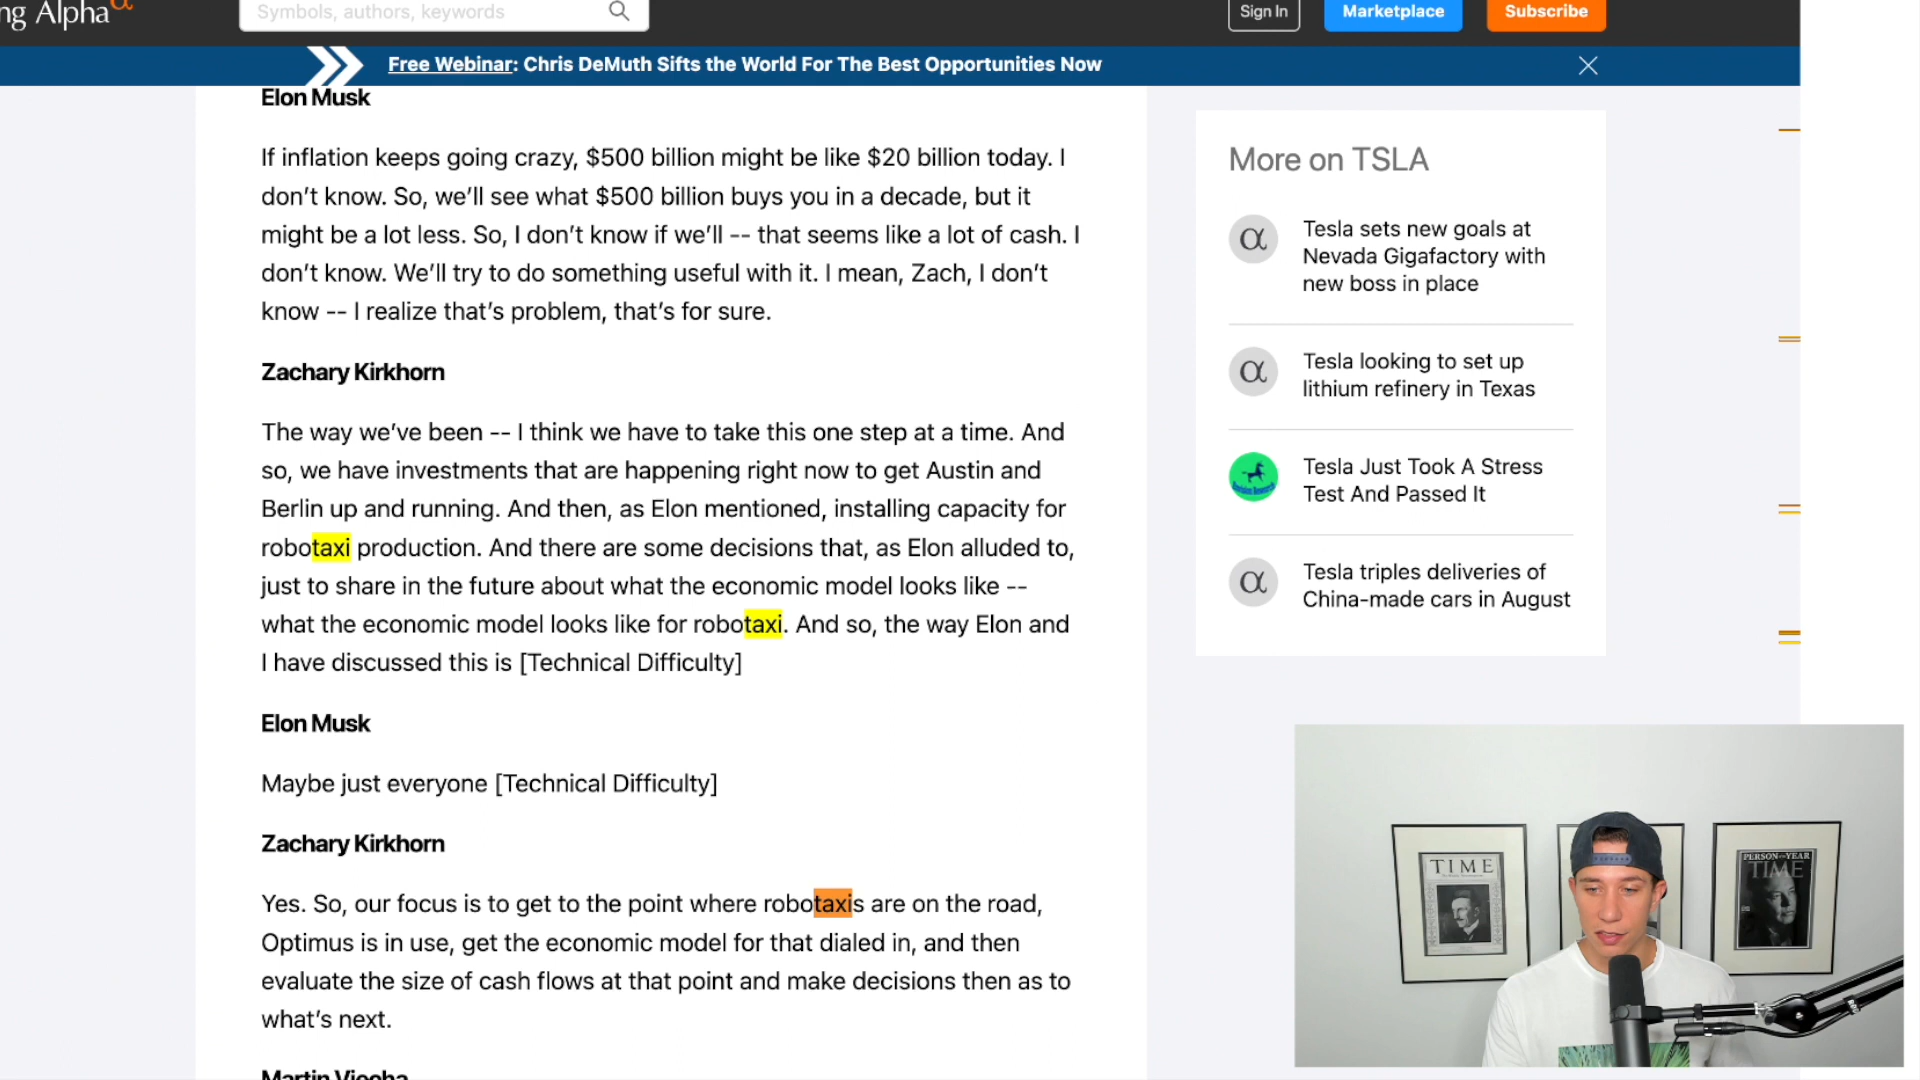 ng Alpha α
Symbols, authors, keywords
Sign In
Marketplace
Subscribe
Free Webinar: Chris DeMuth Sifts the World For The Best Opportunities Now
Elon Musk
If inflation keeps going crazy, $500 billion might be like $20 billion today. I
don’t know. So, we’ll see what $500 billion buys you in a decade, but it
might be a lot less. So, I don’t know if we’ll -- that seems like a lot of cash. I
don’t know. We’ll try to do something useful with it. I mean, Zach, I don’t
know -- I realize that’s problem, that’s for sure.
Zachary Kirkhorn
The way we’ve been -- I think we have to take this one step at a time. And
so, we have investments that are happening right now to get Austin and
Berlin up and running. And then, as Elon mentioned, installing capacity for
robotaxi production. And there are some decisions that, as Elon alluded to,
just to share in the future about what the economic model looks like --
what the economic model looks like for robotaxi. And so, the way Elon and
I have discussed this is [Technical Difficulty]
Elon Musk
Maybe just everyone [Technical Difficulty]
Zachary Kirkhorn
Yes. So, our focus is to get to the point where robotaxis are on the road,
Optimus is in use, get the economic model for that dialed in, and then
evaluate the size of cash flows at that point and make decisions then as to
what’s next.
Martin Viecha
More on TSLA
α
Tesla sets new goals at
Nevada Gigafactory with
new boss in place
α
Tesla looking to set up
lithium refinery in Texas
Tesla Just Took A Stress
Test And Passed It
α
Tesla triples deliveries of
China-made cars in August
TIME
PERSON OF THE YEAR
TIME